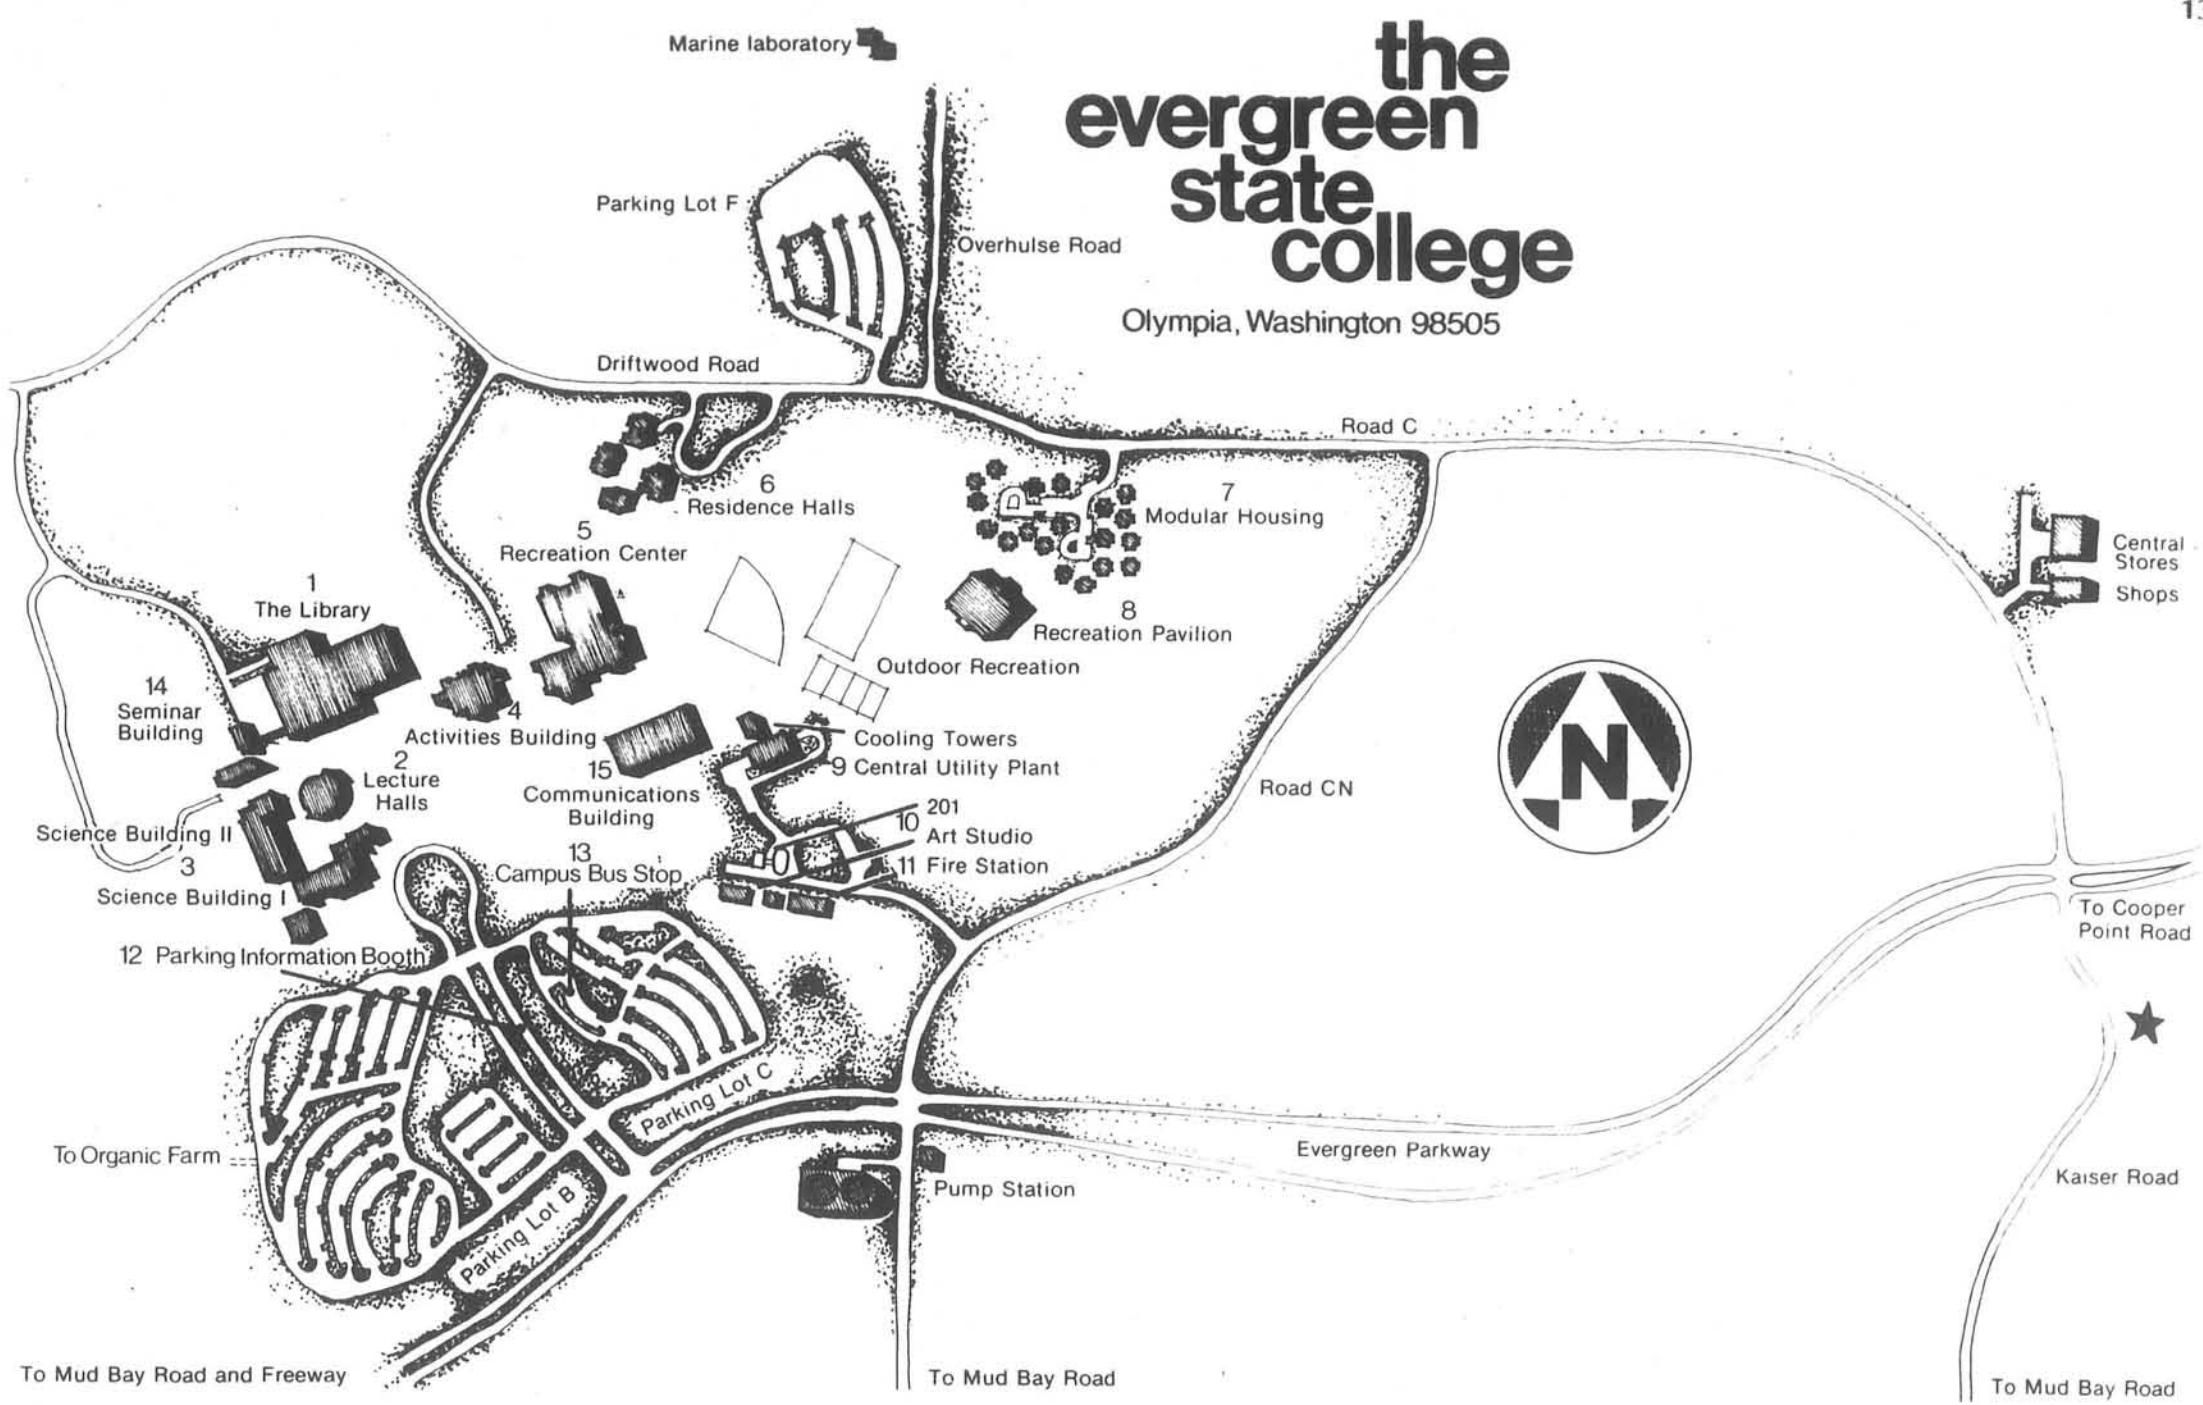 13
Marine laboratory
the
evergreen
state
college
Olympia, Washington 98505
Parking Lot F
Overhulse Road
Driftwood Road
Road C
6
Residence Halls
7
Modular Housing
5
Recreation Center
Central
Stores
Shops
1
The Library
8
Recreation Pavilion
Outdoor Recreation
14
Seminar
Building
4
Activities Building
2
Lecture
Halls
15
Communications
Building
Cooling Towers
9 Central Utility Plant
N
Road CN
201
10 Art Studio
11 Fire Station
Science Building II
3
Science Building I
13
Campus Bus Stop
12 Parking Information Booth
To Cooper
Point Road
Parking Lot C
To Organic Farm
Evergreen Parkway
Kaiser Road
Pump Station
Parking Lot B
To Mud Bay Road and Freeway
To Mud Bay Road
To Mud Bay Road